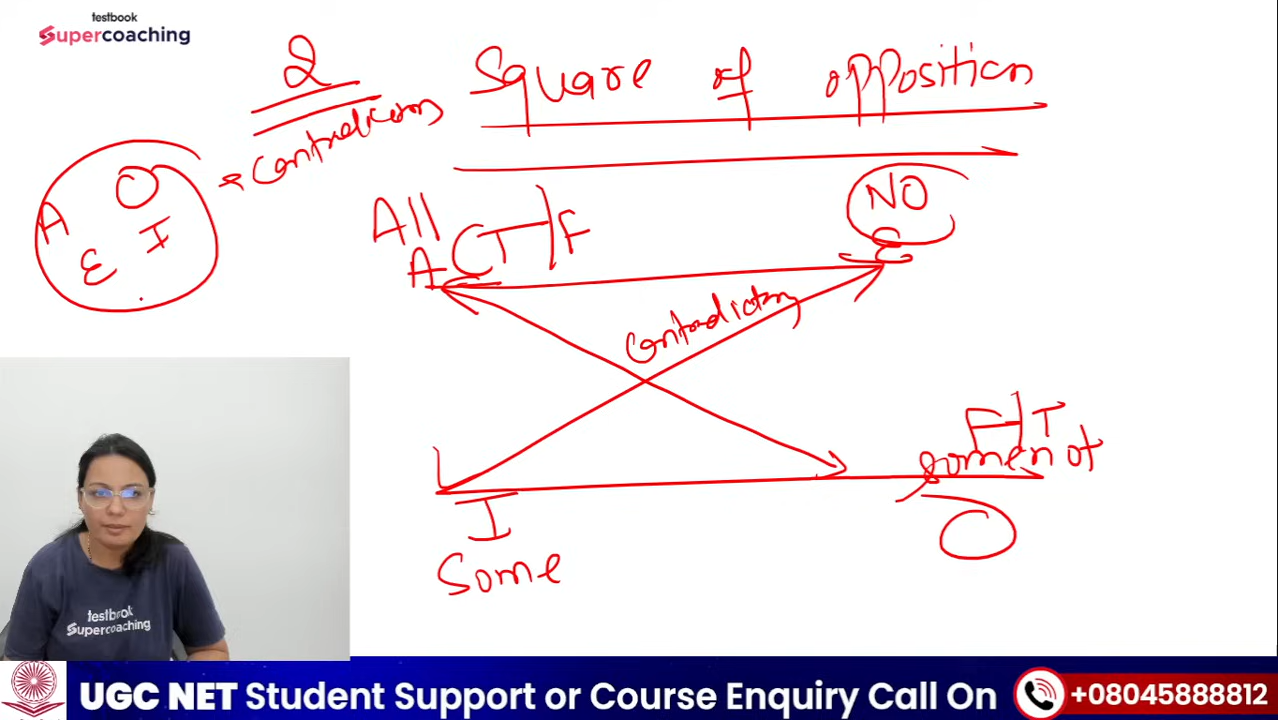 testbook
Supercoaching
2
Square of opposition
* Contradictory
A O
E I
All
A (T | F
NO
E
Contradictory
F | T
some not
O
I
Some
testbook
Supercoaching
UGC NET Student Support or Course Enquiry Call On +08045888812